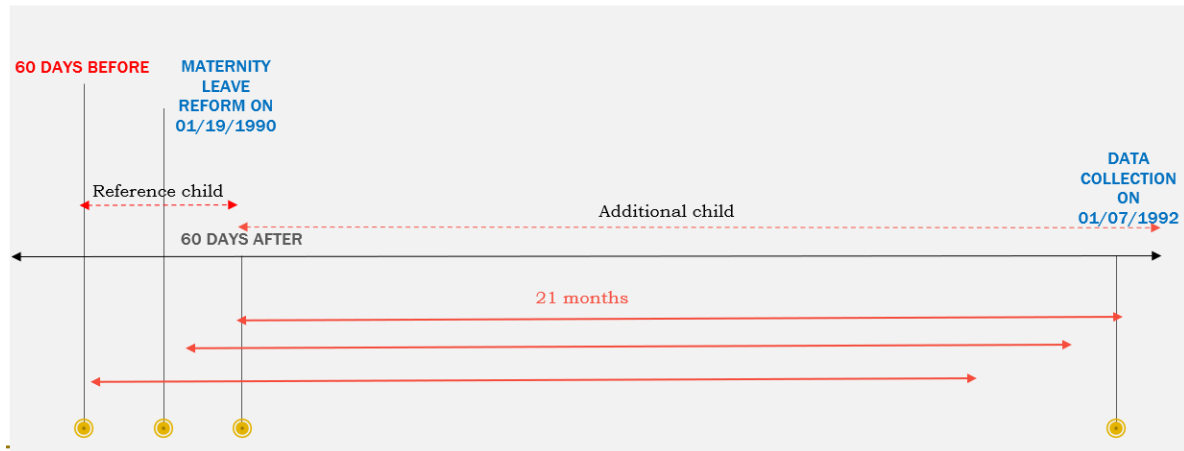 60 DAYS BEFORE
MATERNITY
LEAVE
REFORM ON
01/19/1990
DATA
COLLECTION
ON
01/07/1992
Reference child
Additional child
60 DAYS AFTER
21 months